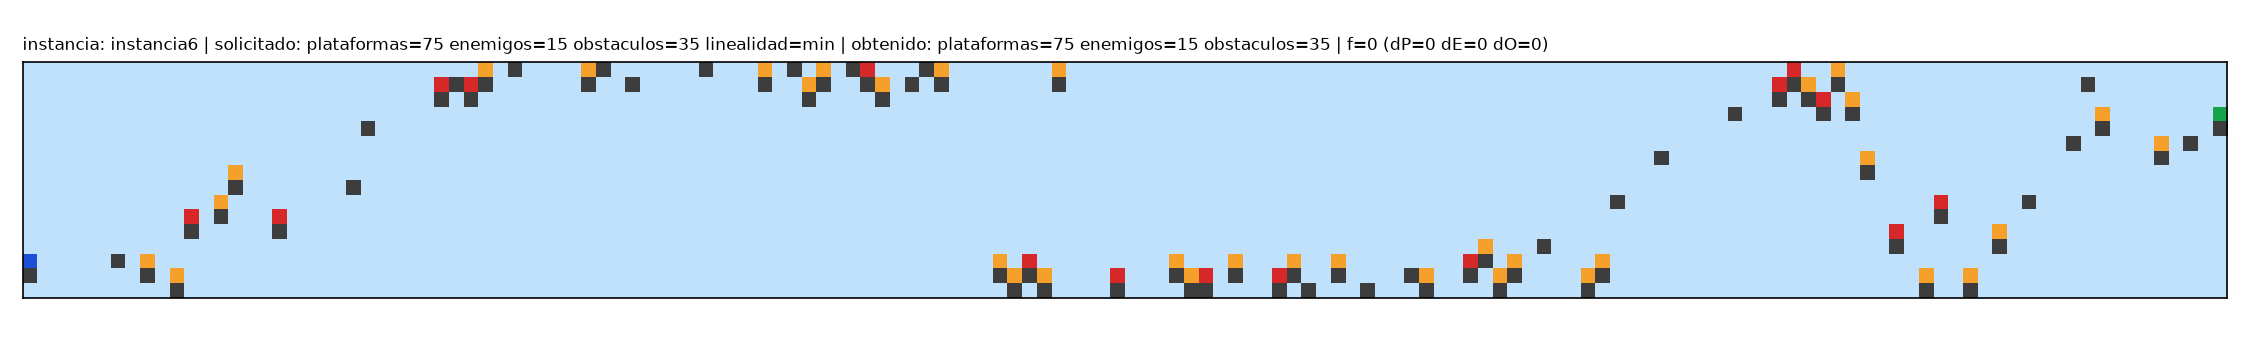 instancia: instancia6 | solicitado: plataformas=75 enemigos=15 obstaculos=35 linealidad=min | obtenido: plataformas=75 enemigos=15 obstaculos=35 | f=0 (dP=0 dE=0 dO=0)